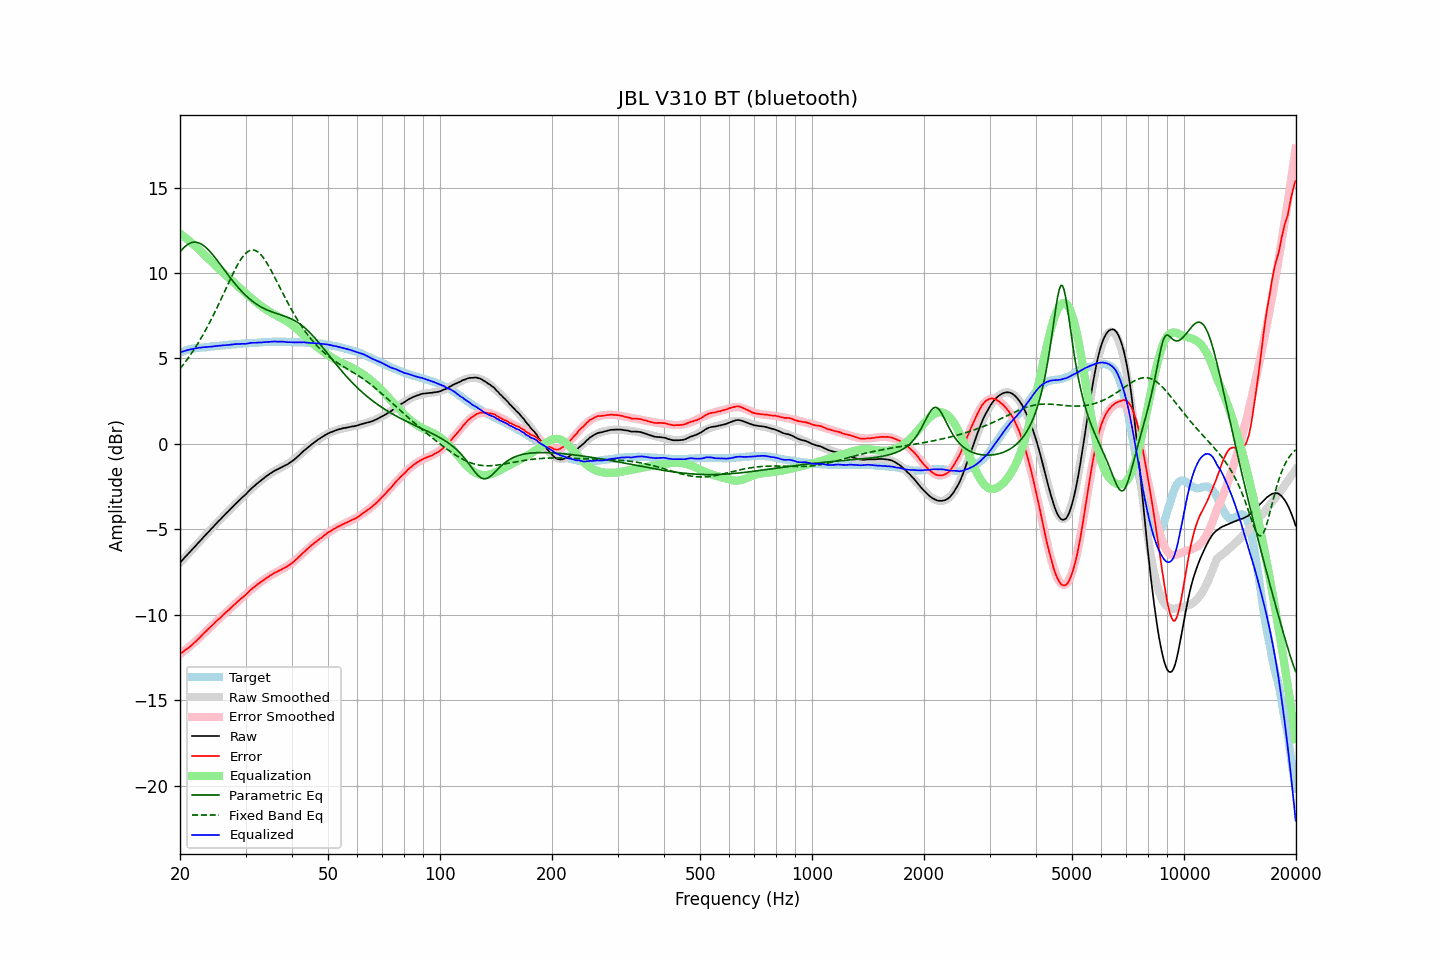 JBL V310 BT (bluetooth)
Amplitude (dBr)
15
10
5
0
−5
−10
−15
−20
Target
Raw Smoothed
Error Smoothed
Raw
Error
Equalization
Parametric Eq
Fixed Band Eq
Equalized
20 50 100 200 500 1000 2000 5000 10000 20000
Frequency (Hz)